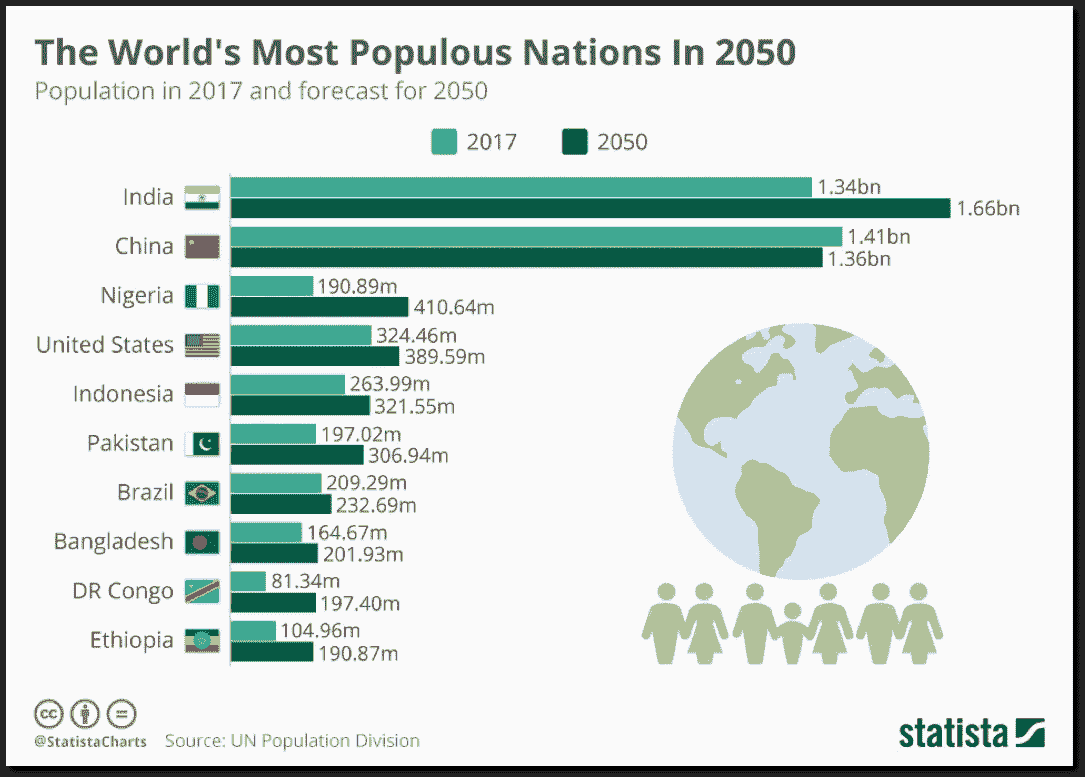 The World's Most Populous Nations In 2050
Population in 2017 and forecast for 2050
2017 2050
India 1.34bn
1.66bn
China 1.41bn
1.36bn
Nigeria 190.89m
410.64m
United States 324.46m
389.59m
Indonesia 263.99m
321.55m
Pakistan 197.02m
306.94m
Brazil 209.29m
232.69m
Bangladesh 164.67m
201.93m
DR Congo 81.34m
197.40m
Ethiopia 104.96m
190.87m
cc
@StatistaCharts Source: UN Population Division
statista